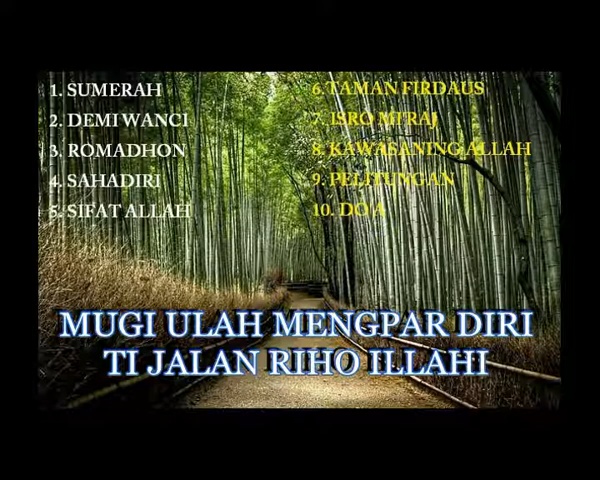 1. SUMERAH
2. DEMI WANCI
3. ROMADHON
4. SAHADIRI
5. SIFAT ALLAH
6. TAMAN FIRDAUS
7. ISRO MI'RAJ
8. KAWASANING ALLAH
9. PELITUNGAN
10. DO'A
MUGI ULAH MENGPAR DIRI
TI JALAN RIHO ILLAHI